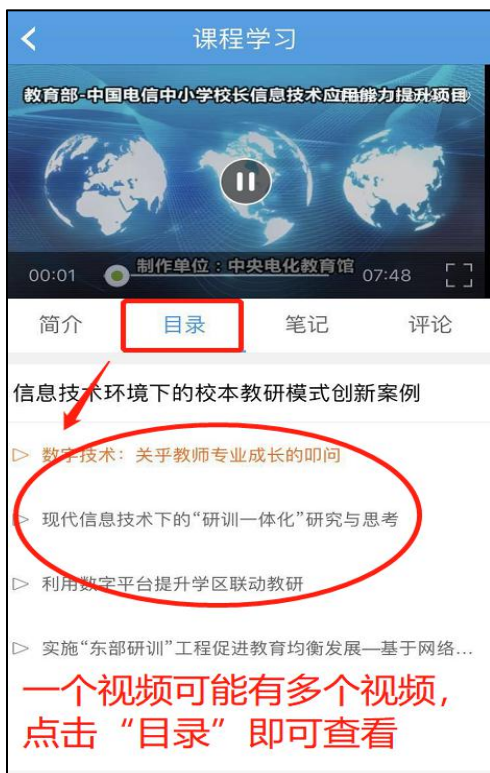 课程学习
教育部-中国电信中小学校长信息技术应用能力提升项目
制作单位：中央电化教育馆
00:01
07:48
简介 目录 笔记 评论
信息技术环境下的校本教研模式创新案例
数字技术：关乎教师专业成长的叩问
现代信息技术下的“研训一体化”研究与思考
利用数字平台提升学区联动教研
实施“东部研训”工程促进教育均衡发展—基于网络...
一个视频可能有多个视频，
点击“目录”即可查看